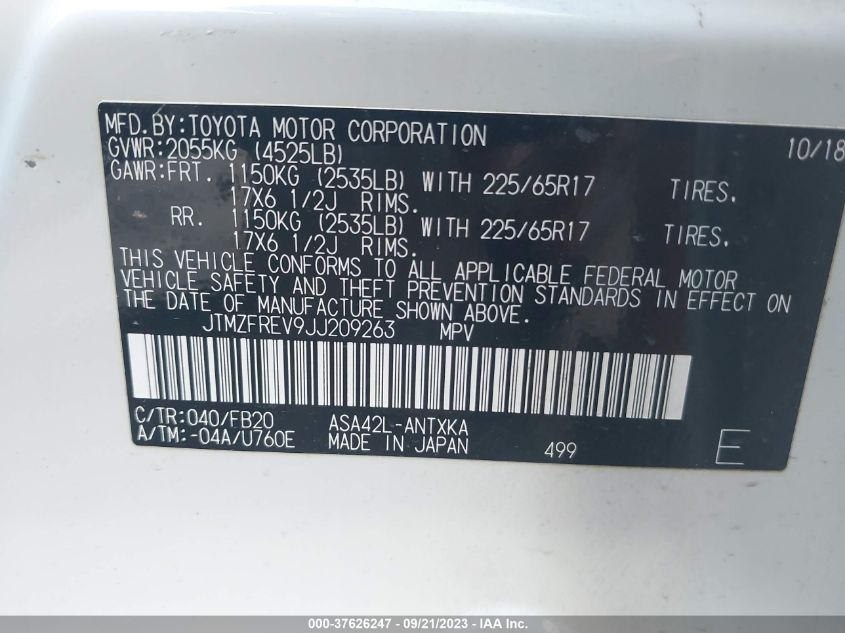 MFD.BY:TOYOTA MOTOR CORPORATION 10/18
GVWR:2055KG (4525LB)
GAWR:FRT. 1150KG (2535LB) WITH 225/65R17 TIRES.
17X6 1/2J RIMS.
RR. 1150KG (2535LB) WITH 225/65R17 TIRES.
17X6 1/2J RIMS.
THIS VEHICLE CONFORMS TO ALL APPLICABLE FEDERAL MOTOR
VEHICLE SAFETY AND THEFT PREVENTION STANDARDS IN EFFECT ON
THE DATE OF MANUFACTURE SHOWN ABOVE.
JTMZFREV9JJ209263 MPV
C/TR:040/FB20 ASA42L-ANTXKA
A/TM:-04A/U760E MADE IN JAPAN 499 E
000-37626247 - 09/21/2023 - IAA Inc.